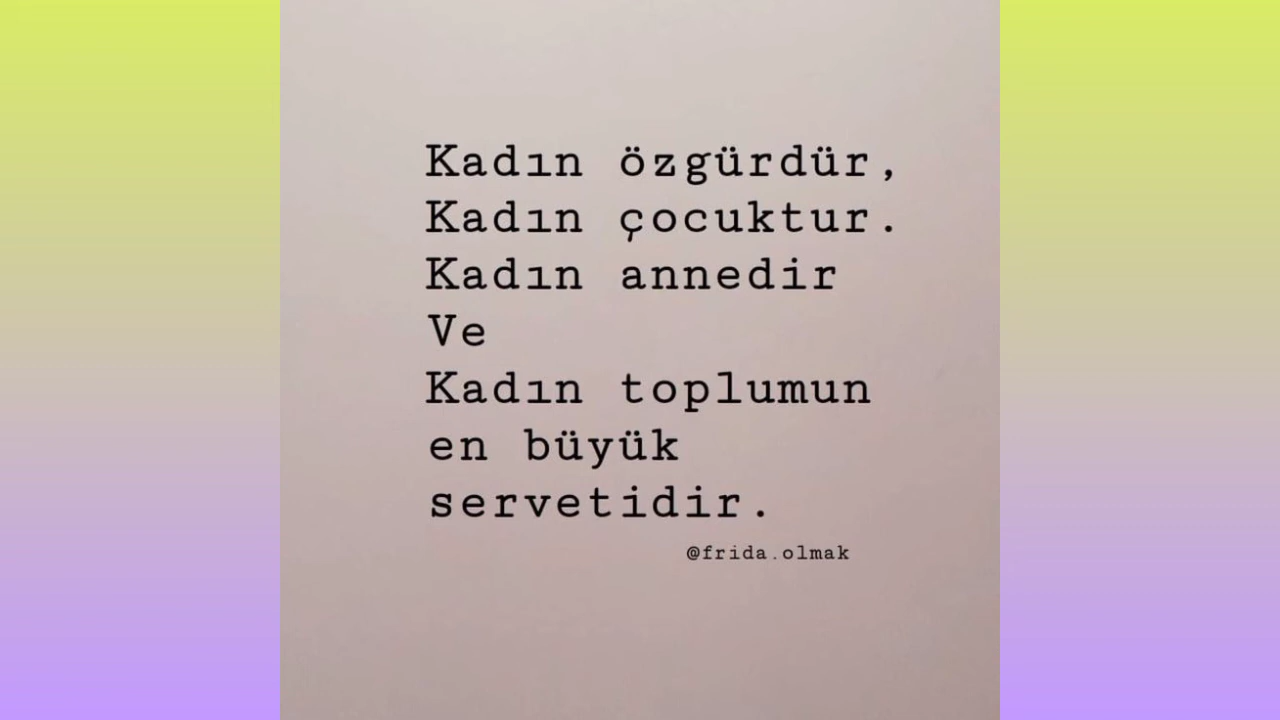 Kadın özgürdür,
Kadın çocuktur.
Kadın annedir
Ve
Kadın toplumun
en büyük
servetidir.
@frida.olmak